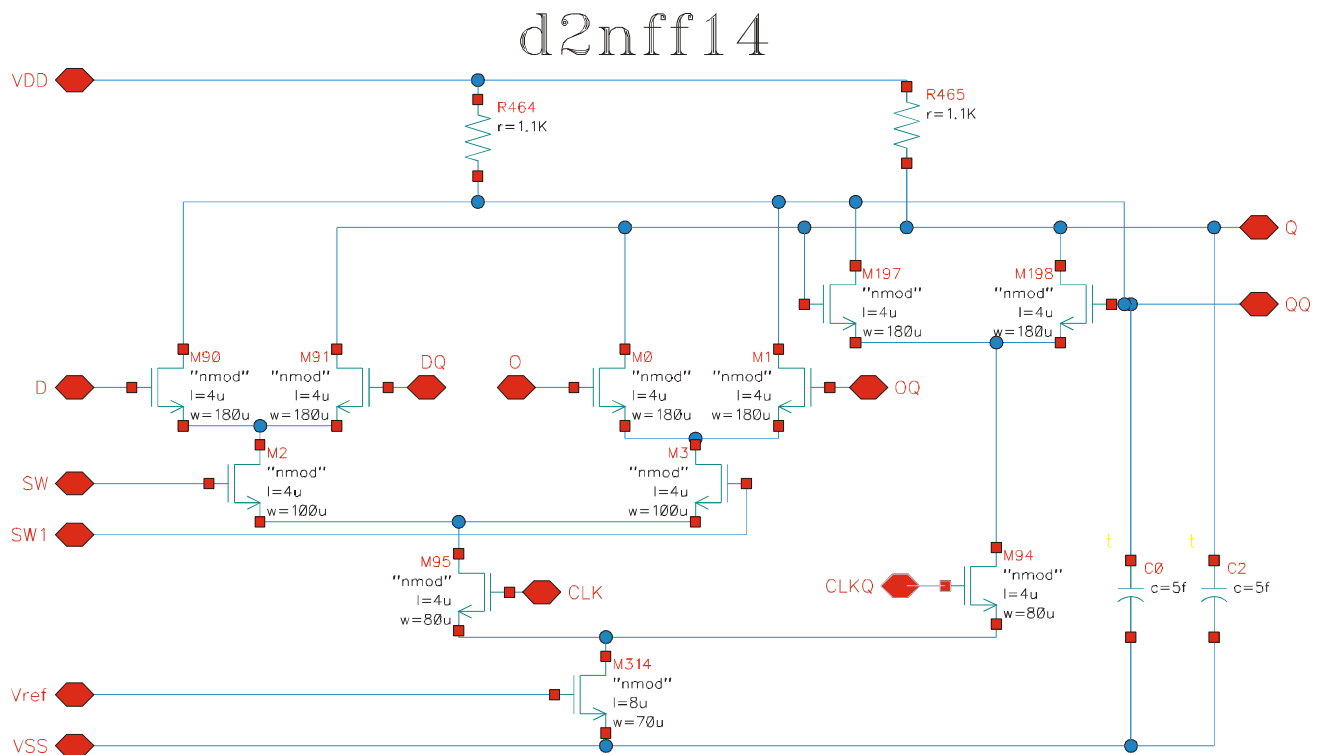 d2nff14
VDD
R464
r=1.1K
R465
r=1.1K
Q
QQ
M197
"nmod"
l=4u
w=180u
M198
"nmod"
l=4u
w=180u
D
M90
"nmod"
l=4u
w=180u
M91
"nmod"
l=4u
w=180u
DQ
O
M0
"nmod"
l=4u
w=180u
M1
"nmod"
l=4u
w=180u
OQ
SW
M2
"nmod"
l=4u
w=100u
M3
"nmod"
l=4u
w=100u
SW1
M95
"nmod"
l=4u
w=80u
CLK
CLKQ
M94
"nmod"
l=4u
w=80u
t
C0
c=5f
t
C2
c=5f
Vref
M314
"nmod"
l=8u
w=70u
VSS